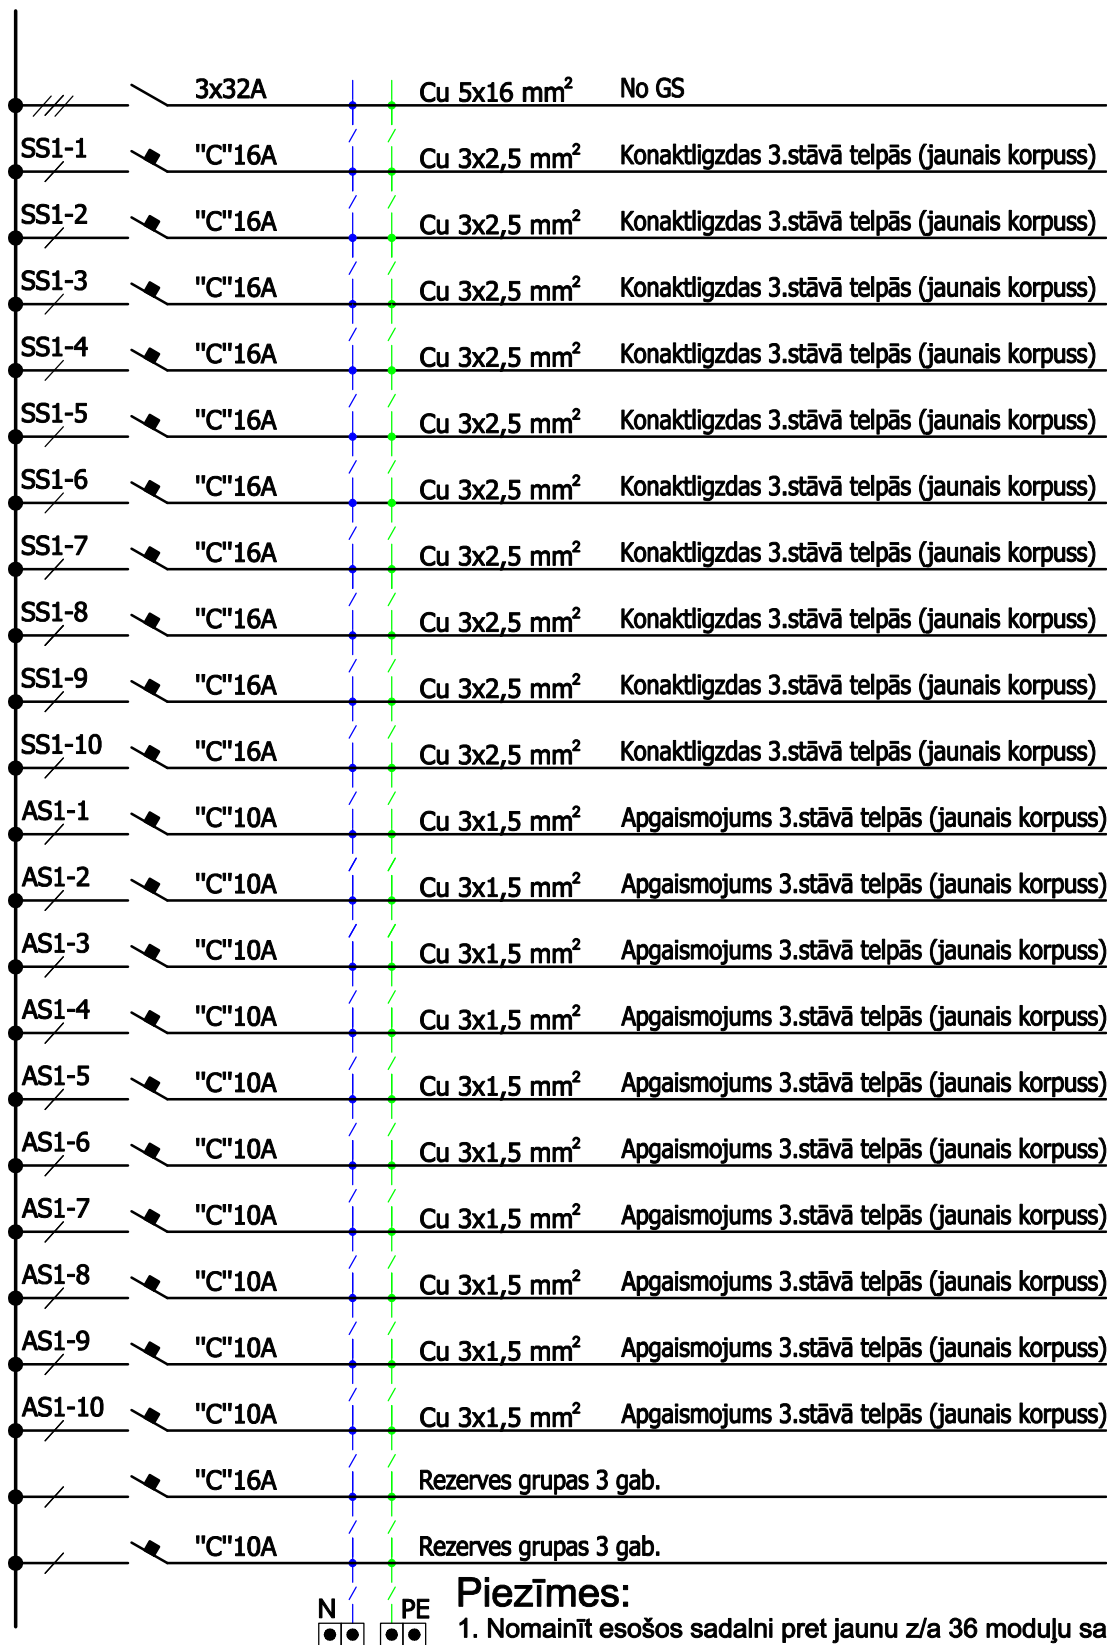 3x32A Cu 5x16 mm² No GS
SS1-1 "C"16A Cu 3x2,5 mm² Konaktligzdas 3.stāvā telpās (jaunais korpuss)
SS1-2 "C"16A Cu 3x2,5 mm² Konaktligzdas 3.stāvā telpās (jaunais korpuss)
SS1-3 "C"16A Cu 3x2,5 mm² Konaktligzdas 3.stāvā telpās (jaunais korpuss)
SS1-4 "C"16A Cu 3x2,5 mm² Konaktligzdas 3.stāvā telpās (jaunais korpuss)
SS1-5 "C"16A Cu 3x2,5 mm² Konaktligzdas 3.stāvā telpās (jaunais korpuss)
SS1-6 "C"16A Cu 3x2,5 mm² Konaktligzdas 3.stāvā telpās (jaunais korpuss)
SS1-7 "C"16A Cu 3x2,5 mm² Konaktligzdas 3.stāvā telpās (jaunais korpuss)
SS1-8 "C"16A Cu 3x2,5 mm² Konaktligzdas 3.stāvā telpās (jaunais korpuss)
SS1-9 "C"16A Cu 3x2,5 mm² Konaktligzdas 3.stāvā telpās (jaunais korpuss)
SS1-10 "C"16A Cu 3x2,5 mm² Konaktligzdas 3.stāvā telpās (jaunais korpuss)
AS1-1 "C"10A Cu 3x1,5 mm² Apgaismojums 3.stāvā telpās (jaunais korpuss)
AS1-2 "C"10A Cu 3x1,5 mm² Apgaismojums 3.stāvā telpās (jaunais korpuss)
AS1-3 "C"10A Cu 3x1,5 mm² Apgaismojums 3.stāvā telpās (jaunais korpuss)
AS1-4 "C"10A Cu 3x1,5 mm² Apgaismojums 3.stāvā telpās (jaunais korpuss)
AS1-5 "C"10A Cu 3x1,5 mm² Apgaismojums 3.stāvā telpās (jaunais korpuss)
AS1-6 "C"10A Cu 3x1,5 mm² Apgaismojums 3.stāvā telpās (jaunais korpuss)
AS1-7 "C"10A Cu 3x1,5 mm² Apgaismojums 3.stāvā telpās (jaunais korpuss)
AS1-8 "C"10A Cu 3x1,5 mm² Apgaismojums 3.stāvā telpās (jaunais korpuss)
AS1-9 "C"10A Cu 3x1,5 mm² Apgaismojums 3.stāvā telpās (jaunais korpuss)
AS1-10 "C"10A Cu 3x1,5 mm² Apgaismojums 3.stāvā telpās (jaunais korpuss)
"C"16A Rezerves grupas 3 gab.
"C"10A Rezerves grupas 3 gab.
N PE
Piezīmes:
1. Nomainīt esošos sadalni pret jaunu z/a 36 moduļu sa